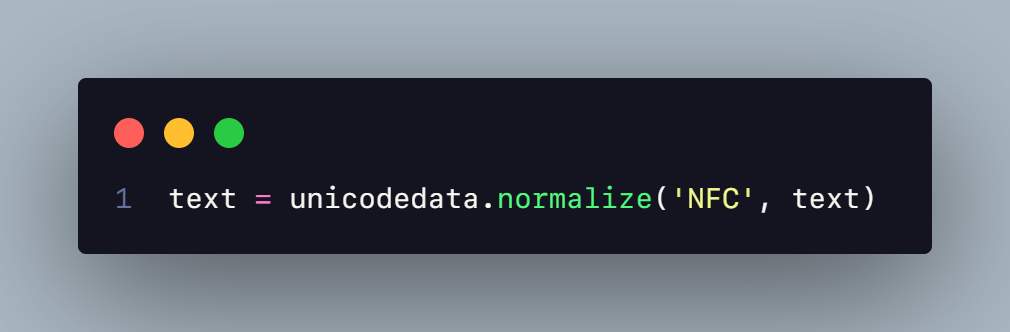 1 text = unicodedata.normalize('NFC', text)